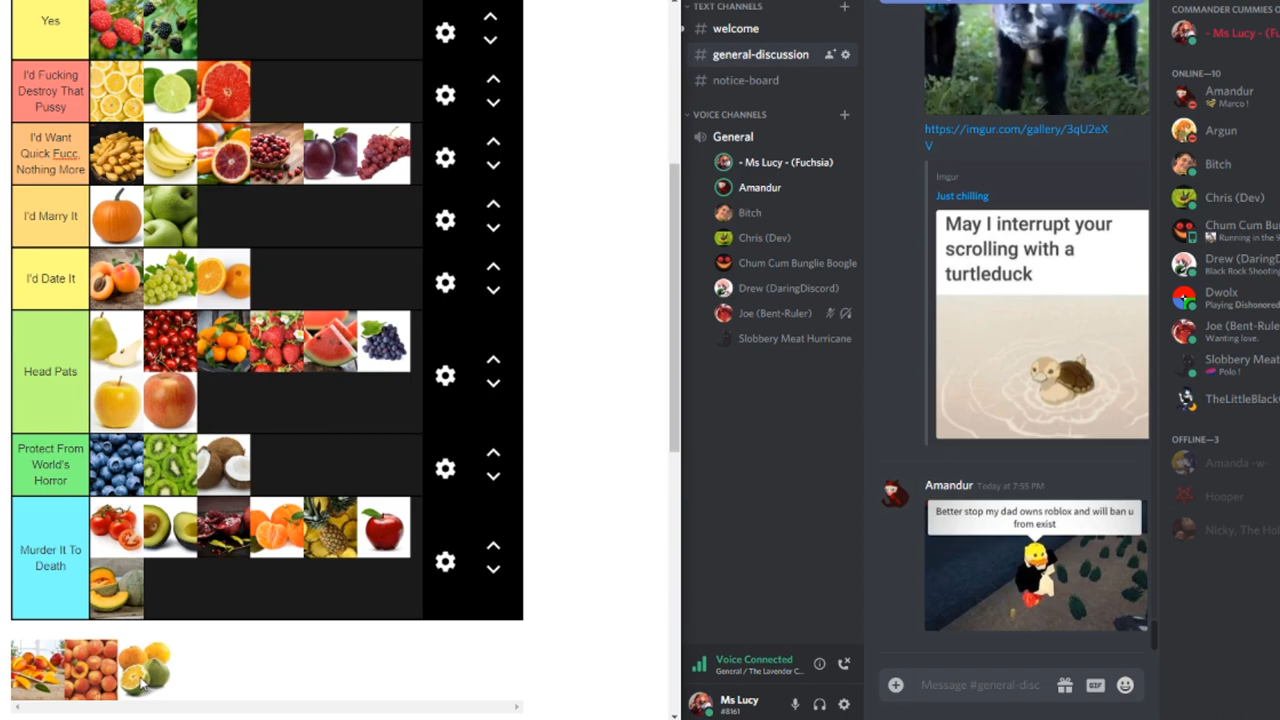 Yes
I'd Fucking
Destroy That
Pussy
I'd Want
Quick Fucc,
Nothing More
I'd Marry It
I'd Date It
Head Pats
Protect From
World's
Horror
Murder It To
Death
TEXT CHANNELS
# welcome
# general-discussion
# notice-board
VOICE CHANNELS
General
- Ms Lucy - (Fuchsia)
Amandur
Bitch
Chris (Dev)
Chum Cum Bunglie Boogle
Drew (DaringDiscord)
Joe (Bent-Ruler)
Slobbery Meat Hurricane
Voice Connected
General / The Lavender C...
Ms Lucy
#8161
https://imgur.com/gallery/3qU2eX
V
Imgur
Just chilling
May I interrupt your
scrolling with a
turtleduck
Amandur Today at 7:55 PM
Better stop my dad owns roblox and will ban u
from exist
Message #general-disc
GIF
COMMANDER CUMMIES O
- Ms Lucy - (Fu
ONLINE—10
Amandur
Marco !
Argun
Bitch
Chris (Dev)
Chum Cum Bu
Running in the 9
Drew (DaringD
Black Rock Shooting
Dwolx
Playing Dishonored
Joe (Bent-Rule
Wanting love.
Slobbery Meat
Polo !
TheLittleBlackC
OFFLINE—3
Amanda -w-
Hooper
Nicky, The Hol